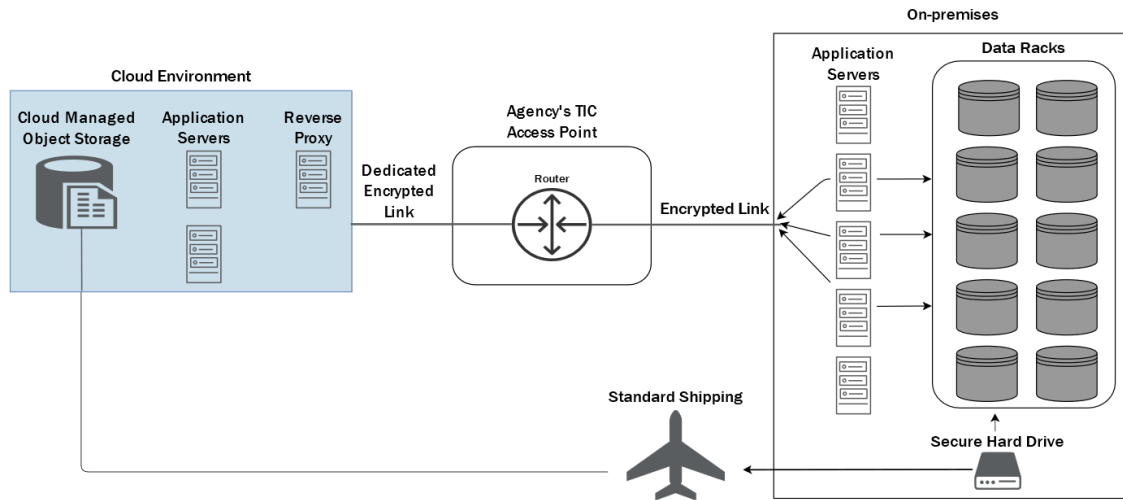 On-premises
Cloud Environment
Cloud Managed
Object Storage
Application
Servers
Reverse
Proxy
Dedicated
Encrypted
Link
Agency's TIC
Access Point
Router
Encrypted Link
Application
Servers
Data Racks
Standard Shipping
Secure Hard Drive